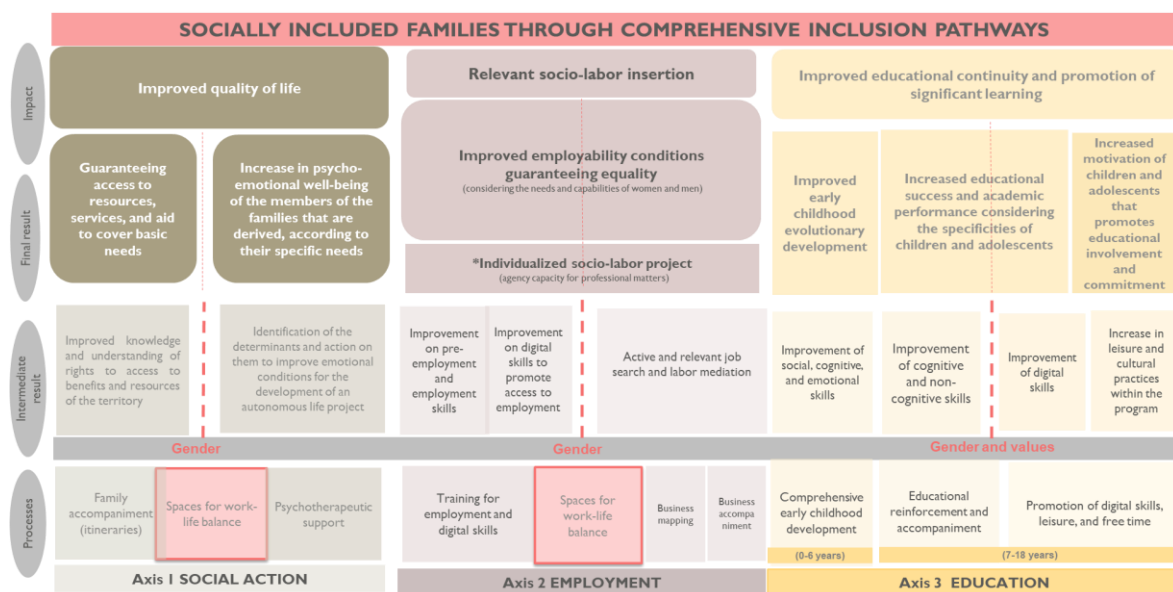 SOCIALLY INCLUDED FAMILIES THROUGH COMPREHENSIVE INCLUSION PATHWAYS
Impact
Improved quality of life
Relevant socio-labor insertion
Improved educational continuity and promotion of
significant learning
Final result
Guaranteeing
access to
resources,
services, and aid
to cover basic
needs
Increase in psycho-
emotional well-being
of the members of the
families that are
derived, according to
their specific needs
Improved employability conditions
guaranteeing equality
(considering the needs and capabilities of women and men)
*Individualized socio-labor project
(agency capacity for professional matters)
Improved
early
childhood
evolutionary
development
Increased educational
success and academic
performance considering
the specificities of
children and adolescents
Increased
motivation of
children and
adolescents
that
promotes
educational
involvement
and
commitment
Intermediate
result
Improved knowledge
and understanding of
rights to access to
benefits and resources
of the territory
Identification of the
determinants and action on
them to improve emotional
conditions for the
development of an
autonomous life project
Improvement
on pre-
employment
and
employment
skills
Improvement
on digital
skills to
promote
access to
employment
Active and relevant job
search and labor mediation
Improvement of
social, cognitive,
and emotional
skills
Improvement
of cognitive
and non-
cognitive skills
Improvement
of digital
skills
Increase in
leisure and
cultural
practices
within the
program
Gender
Gender
Gender and values
Processes
Family
accompaniment
(itineraries)
Spaces for work-
life balance
Psychotherapeutic
support
Training for
employment and
digital skills
Spaces for
work-life
balance
Business
mapping
Business
accompa
niment
Comprehensive
early childhood
development
(0-6 years)
Educational
reinforcement and
accompaniment
Promotion of digital skills,
leisure, and free time
(7-18 years)
Axis 1 SOCIAL ACTION
Axis 2 EMPLOYMENT
Axis 3 EDUCATION